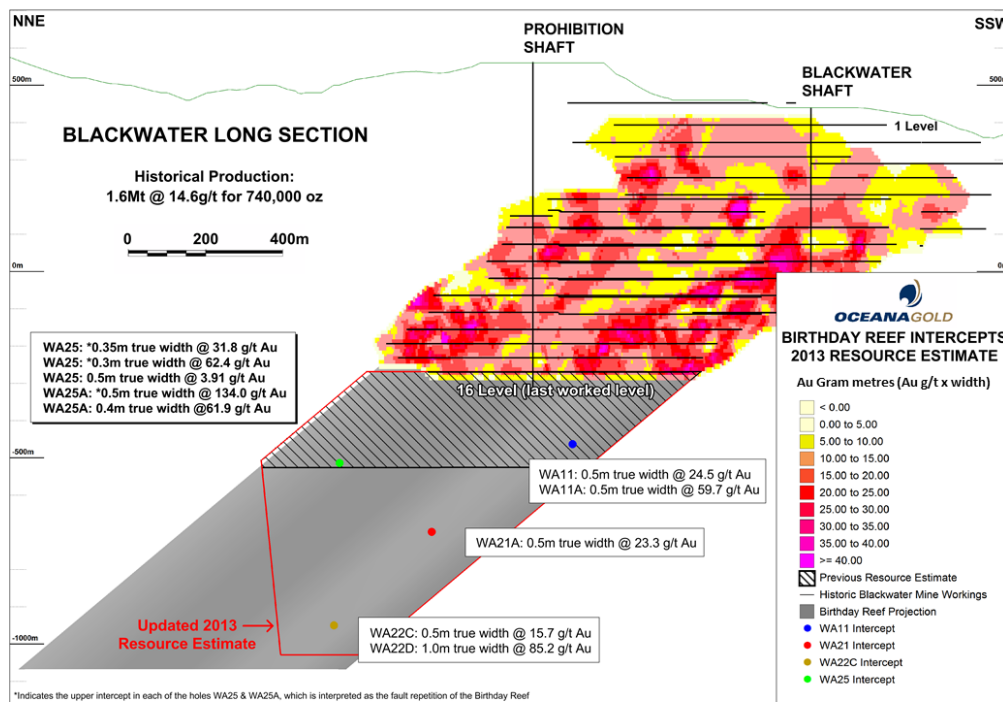 NNE
SSW
PROHIBITION
SHAFT
BLACKWATER
SHAFT
500m
500m
1 Level
BLACKWATER LONG SECTION
Historical Production:
1.6Mt @ 14.6g/t for 740,000 oz
0 200 400m
0m
0m
WA25: *0.35m true width @ 31.8 g/t Au
WA25: *0.3m true width @ 62.4 g/t Au
WA25: 0.5m true width @ 3.91 g/t Au
WA25A: *0.5m true width @ 134.0 g/t Au
WA25A: 0.4m true width @61.9 g/t Au
16 Level (last worked level)
-500m
WA11: 0.5m true width @ 24.5 g/t Au
WA11A: 0.5m true width @ 59.7 g/t Au
WA21A: 0.5m true width @ 23.3 g/t Au
Updated 2013
Resource Estimate
WA22C: 0.5m true width @ 15.7 g/t Au
WA22D: 1.0m true width @ 85.2 g/t Au
-1000m
*Indicates the upper intercept in each of the holes WA25 & WA25A, which is interpreted as the fault repetition of the Birthday Reef
OCEANAGOLD
BIRTHDAY REEF INTERCEPTS
2013 RESOURCE ESTIMATE
Au Gram metres (Au g/t x width)
< 0.00
0.00 to 5.00
5.00 to 10.00
10.00 to 15.00
15.00 to 20.00
20.00 to 25.00
25.00 to 30.00
30.00 to 35.00
35.00 to 40.00
>= 40.00
Previous Resource Estimate
Historic Blackwater Mine Workings
Birthday Reef Projection
WA11 Intercept
WA21 Intercept
WA22C Intercept
WA25 Intercept